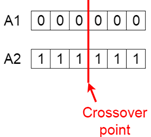 A1 0 0 0 0 0 0
A2 1 1 1 1 1 1
Crossover
point